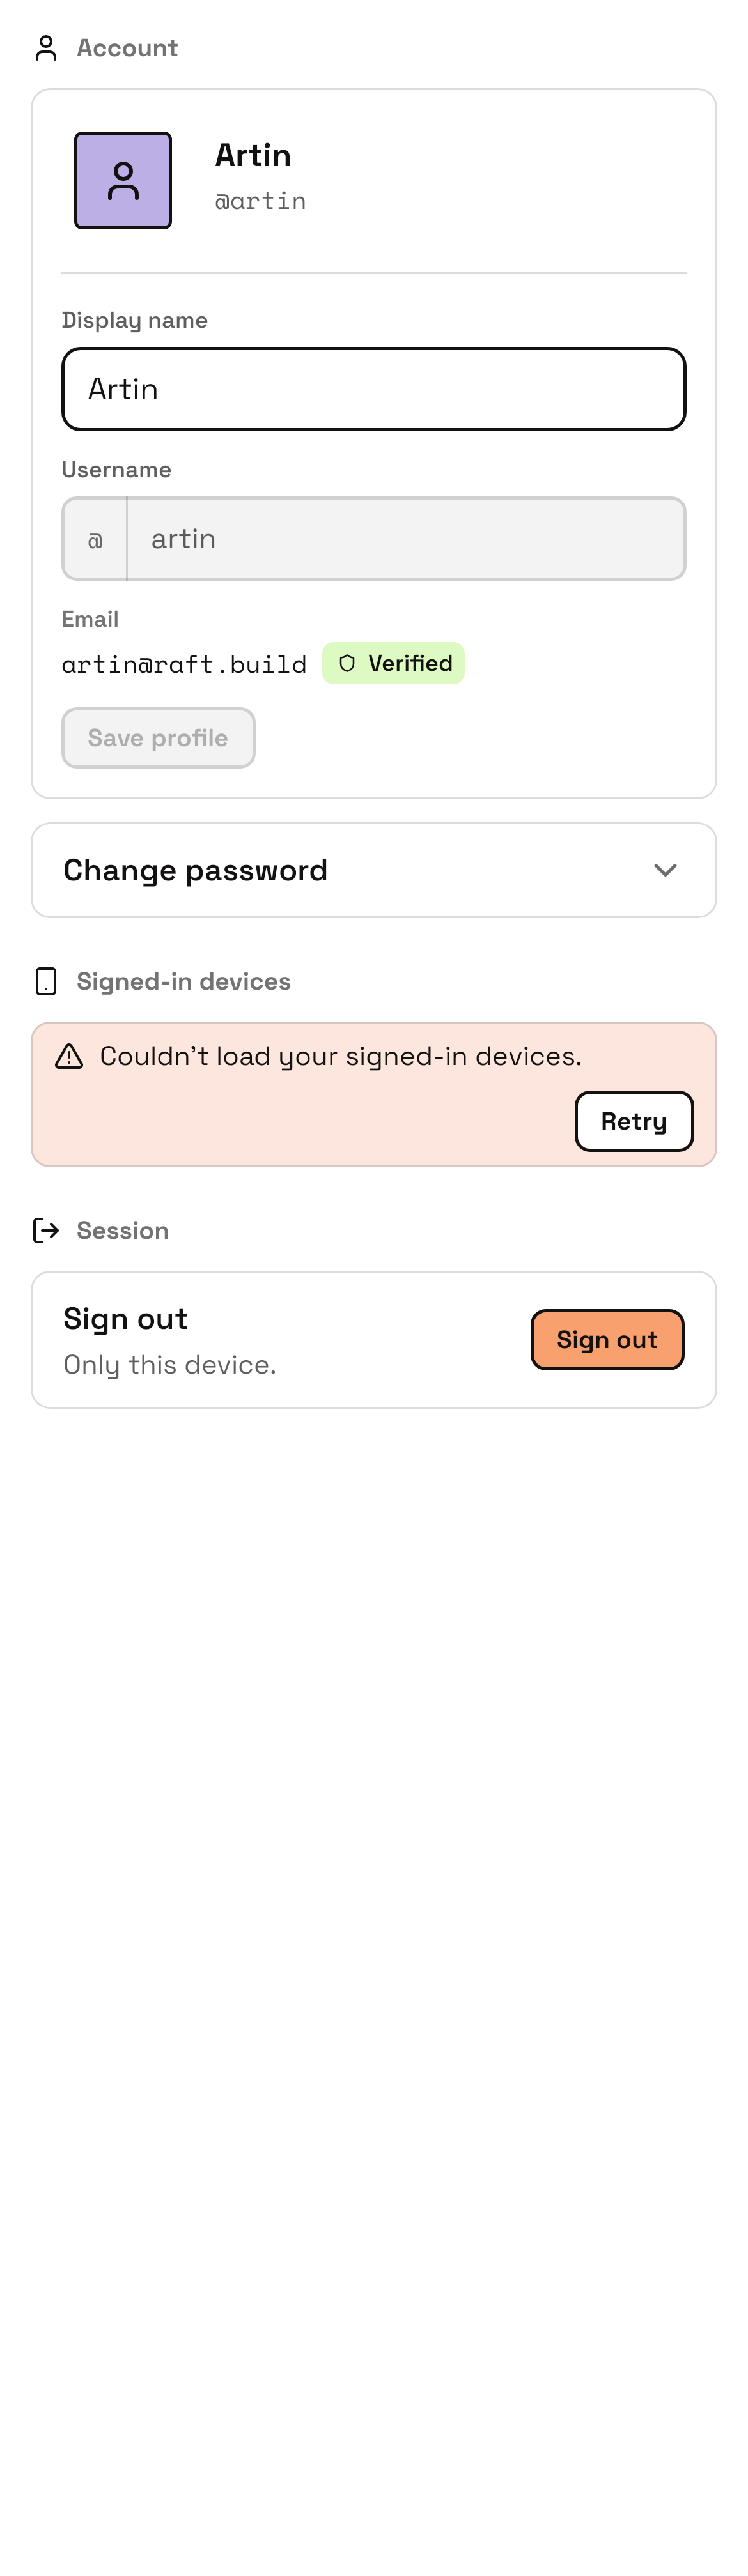 Account
Artin
@artin
Display name
Artin
Username
@ artin
Email
artin@raft.build Verified
Save profile
Change password
Signed-in devices
Couldn’t load your signed-in devices.
Retry
Session
Sign out
Only this device.
Sign out